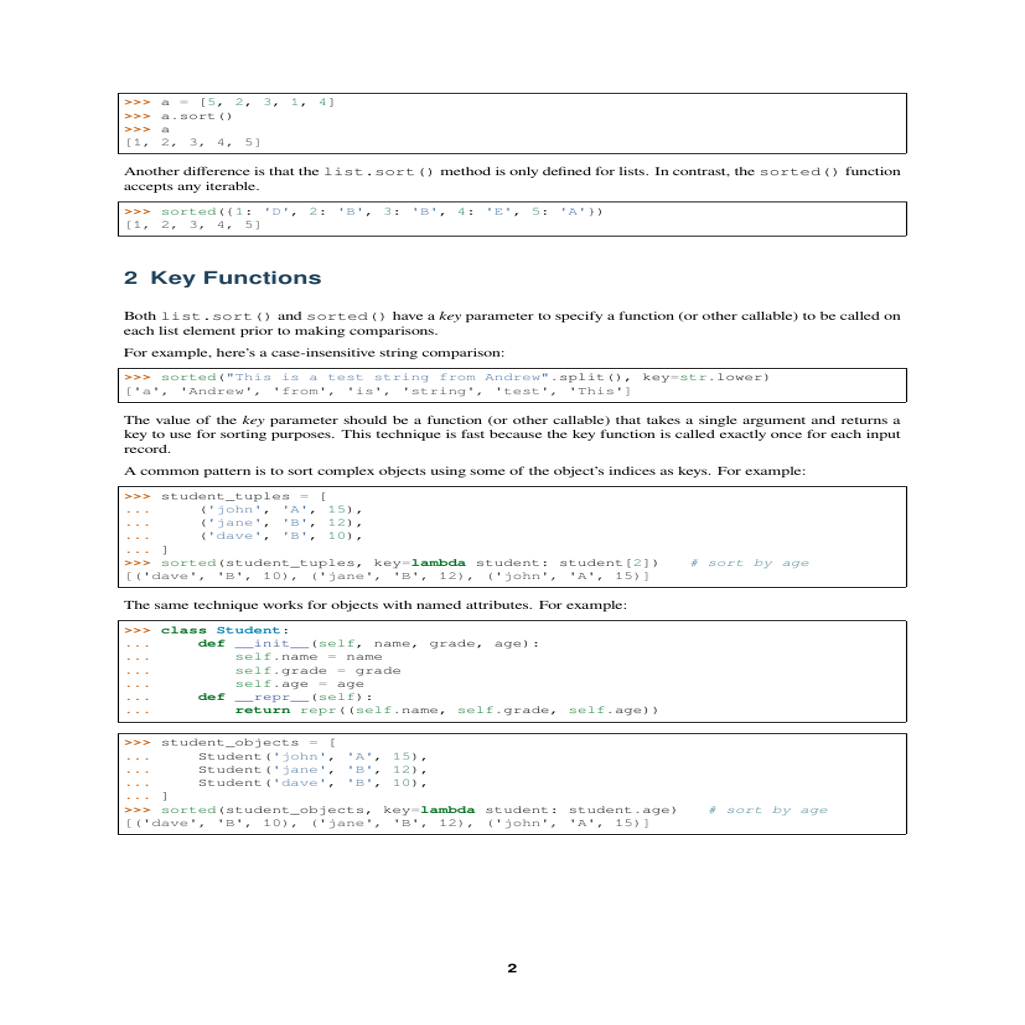 >>> a = [5, 2, 3, 1, 4]
>>> a.sort()
>>> a
[1, 2, 3, 4, 5]
Another difference is that the list.sort() method is only defined for lists. In contrast, the sorted() function
accepts any iterable.
>>> sorted({1: 'D', 2: 'B', 3: 'B', 4: 'E', 5: 'A'})
[1, 2, 3, 4, 5]
2 Key Functions
Both list.sort() and sorted() have a key parameter to specify a function (or other callable) to be called on
each list element prior to making comparisons.
For example, here's a case-insensitive string comparison:
>>> sorted("This is a test string from Andrew".split(), key=str.lower)
['a', 'Andrew', 'from', 'is', 'string', 'test', 'This']
The value of the key parameter should be a function (or other callable) that takes a single argument and returns a
key to use for sorting purposes. This technique is fast because the key function is called exactly once for each input
record.
A common pattern is to sort complex objects using some of the object's indices as keys. For example:
>>> student_tuples = [
...     ('john', 'A', 15),
...     ('jane', 'B', 12),
...     ('dave', 'B', 10),
... ]
>>> sorted(student_tuples, key=lambda student: student[2])   # sort by age
[('dave', 'B', 10), ('jane', 'B', 12), ('john', 'A', 15)]
The same technique works for objects with named attributes. For example:
>>> class Student:
...     def __init__(self, name, grade, age):
...         self.name = name
...         self.grade = grade
...         self.age = age
...     def __repr__(self):
...         return repr((self.name, self.grade, self.age))
>>> student_objects = [
...     Student('john', 'A', 15),
...     Student('jane', 'B', 12),
...     Student('dave', 'B', 10),
... ]
>>> sorted(student_objects, key=lambda student: student.age)   # sort by age
[('dave', 'B', 10), ('jane', 'B', 12), ('john', 'A', 15)]
2